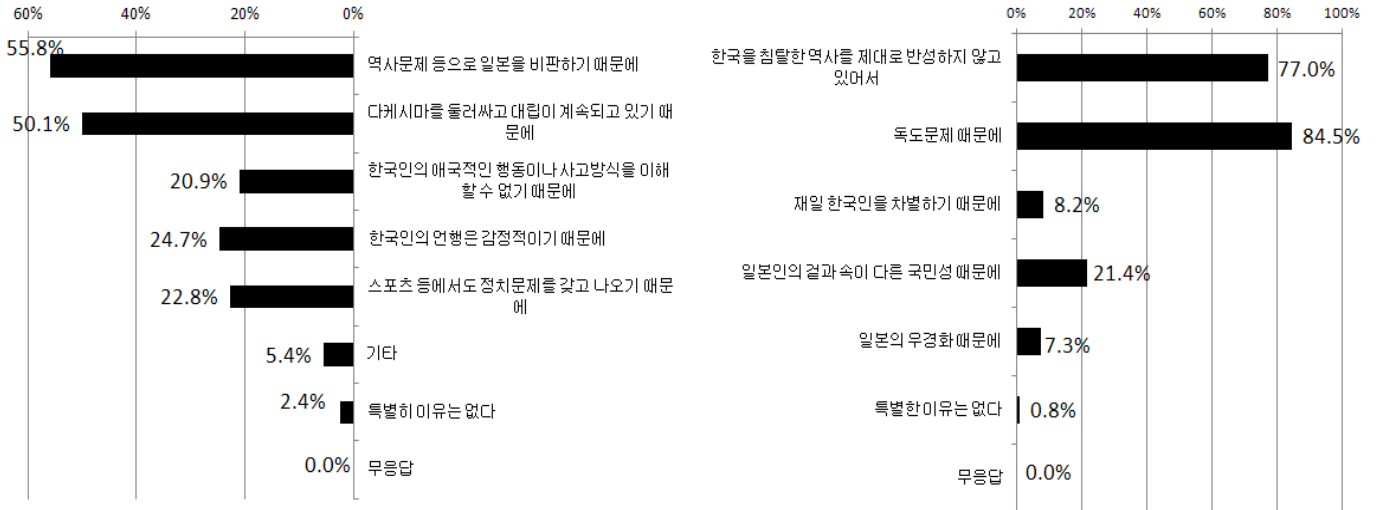 60% 40% 20% 0%
55.8% 역사문제 등으로 일본을 비판하기 때문에
50.1% 다케시마를 둘러싸고 대립이 계속되고 있기 때
문에
20.9% 한국인의 애국적인 행동이나 사고방식을 이해
할 수 없기 때문에
24.7% 한국인의 언행은 감정적이기 때문에
22.8% 스포츠 등에서도 정치문제를 갖고 나오기 때문
에
5.4% 기타
2.4% 특별히 이유는 없다
0.0% 무응답
0% 20% 40% 60% 80% 100%
한국을 침탈한 역사를 제대로 반성하지 않고
있어서 77.0%
독도문제 때문에 84.5%
재일 한국인을 차별하기 때문에 8.2%
일본인의 겉과 속이 다른 국민성 때문에 21.4%
일본의 우경화 때문에 7.3%
특별한 이유는 없다 0.8%
무응답 0.0%